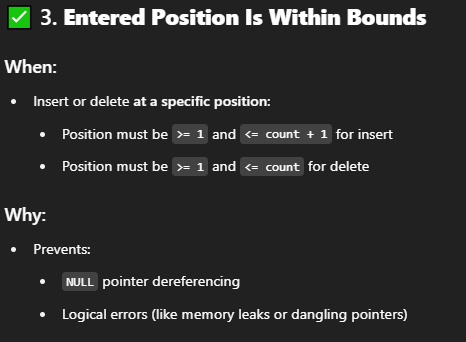 ✅ 3. Entered Position Is Within Bounds
When:
• Insert or delete at a specific position:
• Position must be >= 1 and <= count + 1 for insert
• Position must be >= 1 and <= count for delete
Why:
• Prevents:
• NULL pointer dereferencing
• Logical errors (like memory leaks or dangling pointers)